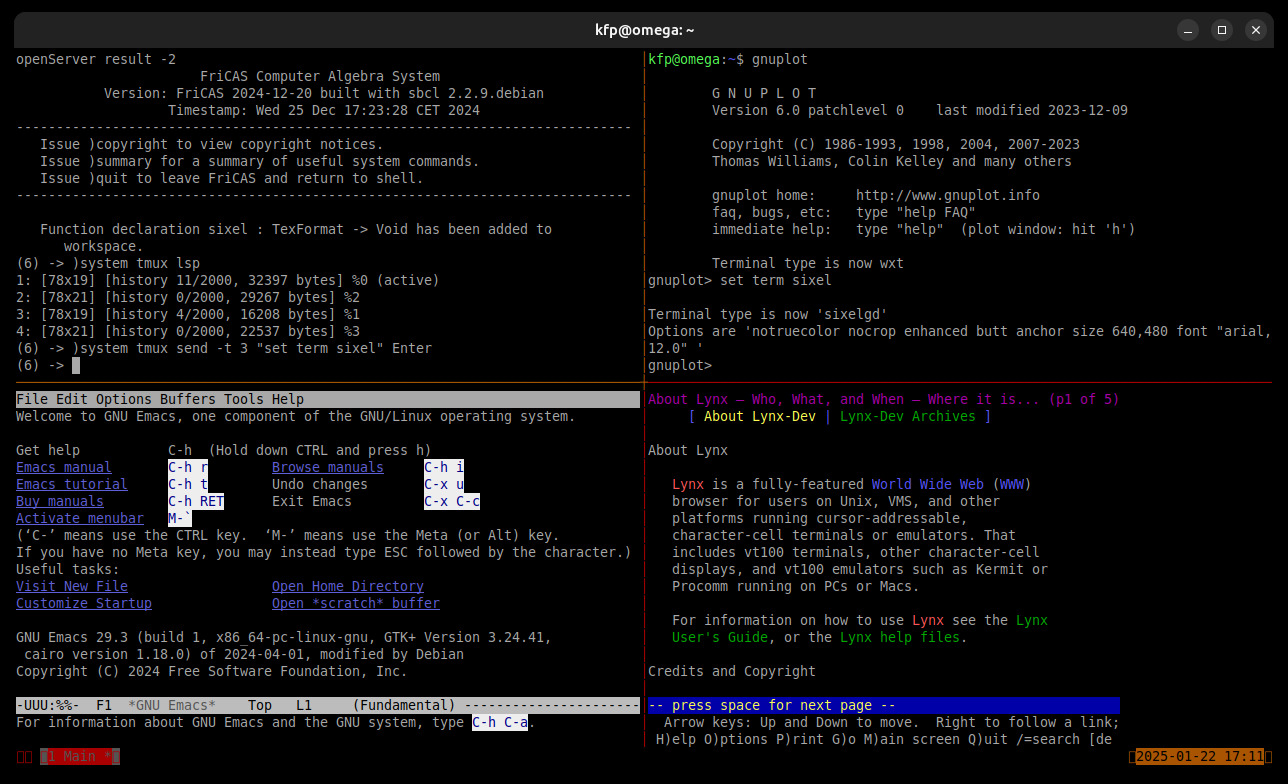 kfp@omega: ~
openServer result -2
FriCAS Computer Algebra System
Version: FriCAS 2024-12-20 built with sbcl 2.2.9.debian
Timestamp: Wed 25 Dec 17:23:28 CET 2024
-----------------------------------------------------------------------------
Issue )copyright to view copyright notices.
Issue )summary for a summary of useful system commands.
Issue )quit to leave FriCAS and return to shell.
-----------------------------------------------------------------------------
Function declaration sixel : TexFormat -> Void has been added to
workspace.
(6) -> )system tmux lsp
1: [78x19] [history 11/2000, 32397 bytes] %0 (active)
2: [78x21] [history 0/2000, 29267 bytes] %2
3: [78x19] [history 4/2000, 16208 bytes] %1
4: [78x21] [history 0/2000, 22537 bytes] %3
(6) -> )system tmux send -t 3 "set term sixel" Enter
(6) ->
kfp@omega:~$ gnuplot
G N U P L O T
Version 6.0 patchlevel 0    last modified 2023-12-09
Copyright (C) 1986-1993, 1998, 2004, 2007-2023
Thomas Williams, Colin Kelley and many others
gnuplot home:     http://www.gnuplot.info
faq, bugs, etc:   type "help FAQ"
immediate help:   type "help"  (plot window: hit 'h')
Terminal type is now wxt
gnuplot> set term sixel
Terminal type is now 'sixelgd'
Options are 'notruecolor nocrop enhanced butt anchor size 640,480 font "arial,
12.0" '
gnuplot>
File Edit Options Buffers Tools Help
Welcome to GNU Emacs, one component of the GNU/Linux operating system.
Get help           C-h  (Hold down CTRL and press h)
Emacs manual       C-h r        Browse manuals     C-h i
Emacs tutorial     C-h t        Undo changes       C-x u
Buy manuals        C-h RET      Exit Emacs         C-x C-c
Activate menubar   M-`
(‘C-’ means use the CTRL key.  ‘M-’ means use the Meta (or Alt) key.
If you have no Meta key, you may instead type ESC followed by the character.)
Useful tasks:
Visit New File                  Open Home Directory
Customize Startup               Open *scratch* buffer
GNU Emacs 29.3 (build 1, x86_64-pc-linux-gnu, GTK+ Version 3.24.41,
cairo version 1.18.0) of 2024-04-01, modified by Debian
Copyright (C) 2024 Free Software Foundation, Inc.
-UUU:%%-  F1  *GNU Emacs*    Top   L1     (Fundamental) ----------------------
For information about GNU Emacs and the GNU system, type C-h C-a.
About Lynx — Who, What, and When — Where it is... (p1 of 5)
[ About Lynx-Dev | Lynx-Dev Archives ]
About Lynx
Lynx is a fully-featured World Wide Web (WWW)
browser for users on Unix, VMS, and other
platforms running cursor-addressable,
character-cell terminals or emulators. That
includes vt100 terminals, other character-cell
displays, and vt100 emulators such as Kermit or
Procomm running on PCs or Macs.
For information on how to use Lynx see the Lynx
User's Guide, or the Lynx help files.
Credits and Copyright
-- press space for next page --
Arrow keys: Up and Down to move.  Right to follow a link;
H)elp O)ptions P)rint G)o M)ain screen Q)uit /=search [de
1 Main *
2025-01-22 17:11